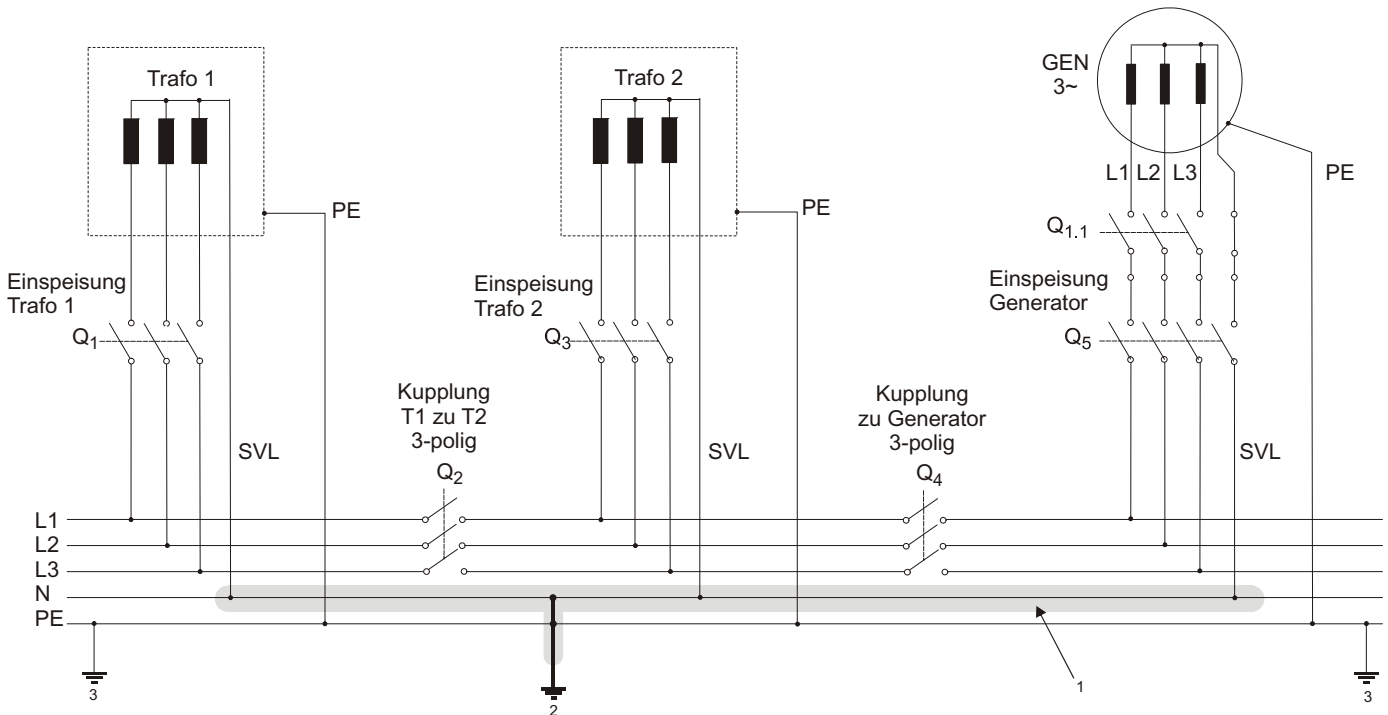 Trafo 1
Trafo 2
GEN
3~
L1 L2 L3
PE
PE
PE
Q1.1
Einspeisung
Trafo 1
Q1
Einspeisung
Trafo 2
Q3
Einspeisung
Generator
Q5
Kupplung
T1 zu T2
3-polig
Q2
Kupplung
zu Generator
3-polig
Q4
SVL
SVL
SVL
L1
L2
L3
N
PE
3
2
1
3